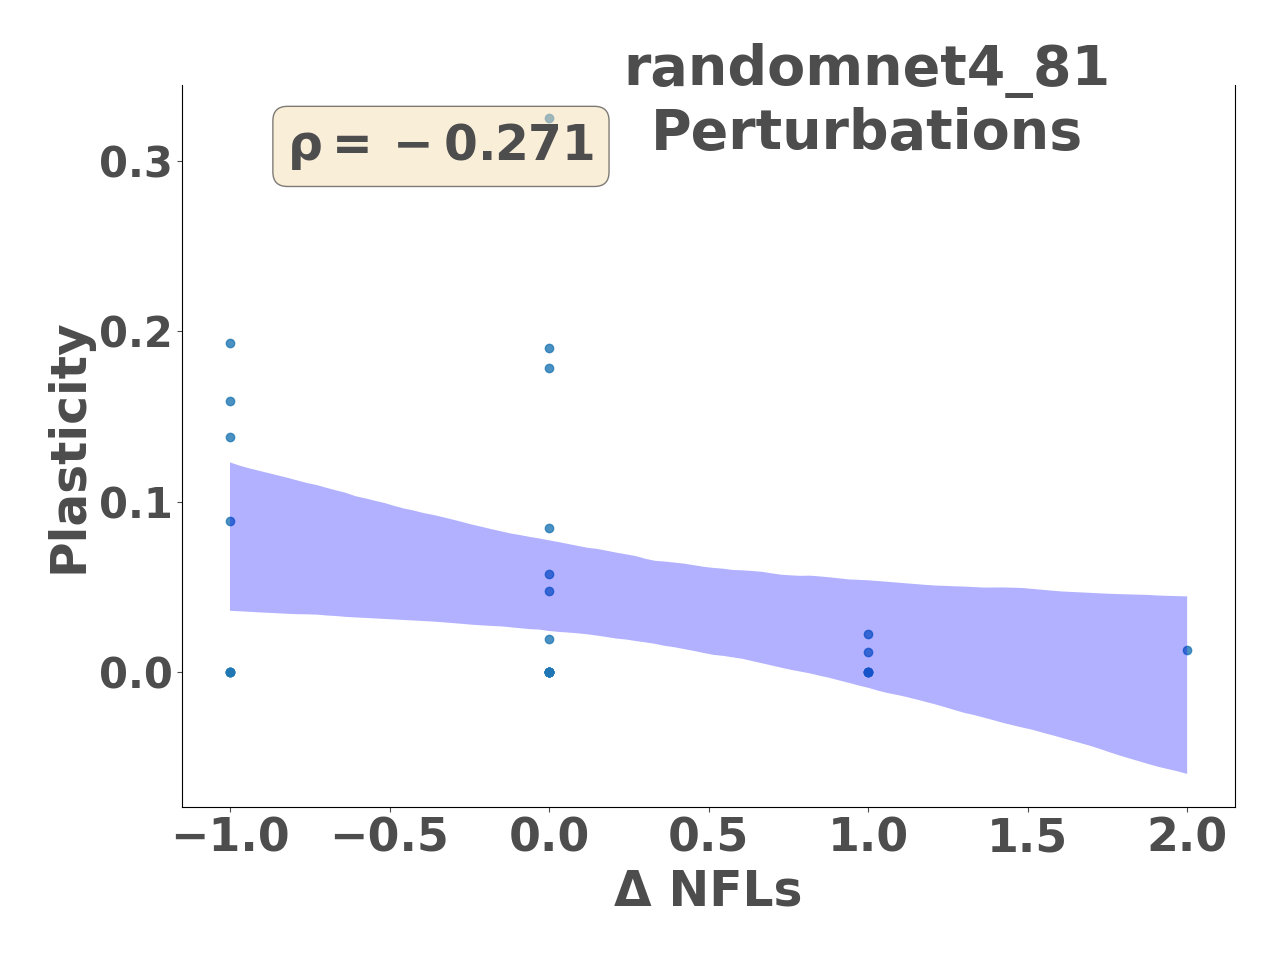 randomnet4_81
Perturbations
ρ = − 0.271
Plasticity
0.3
0.2
0.1
0.0
−1.0 −0.5 0.0 0.5 1.0 1.5 2.0
Δ NFLs